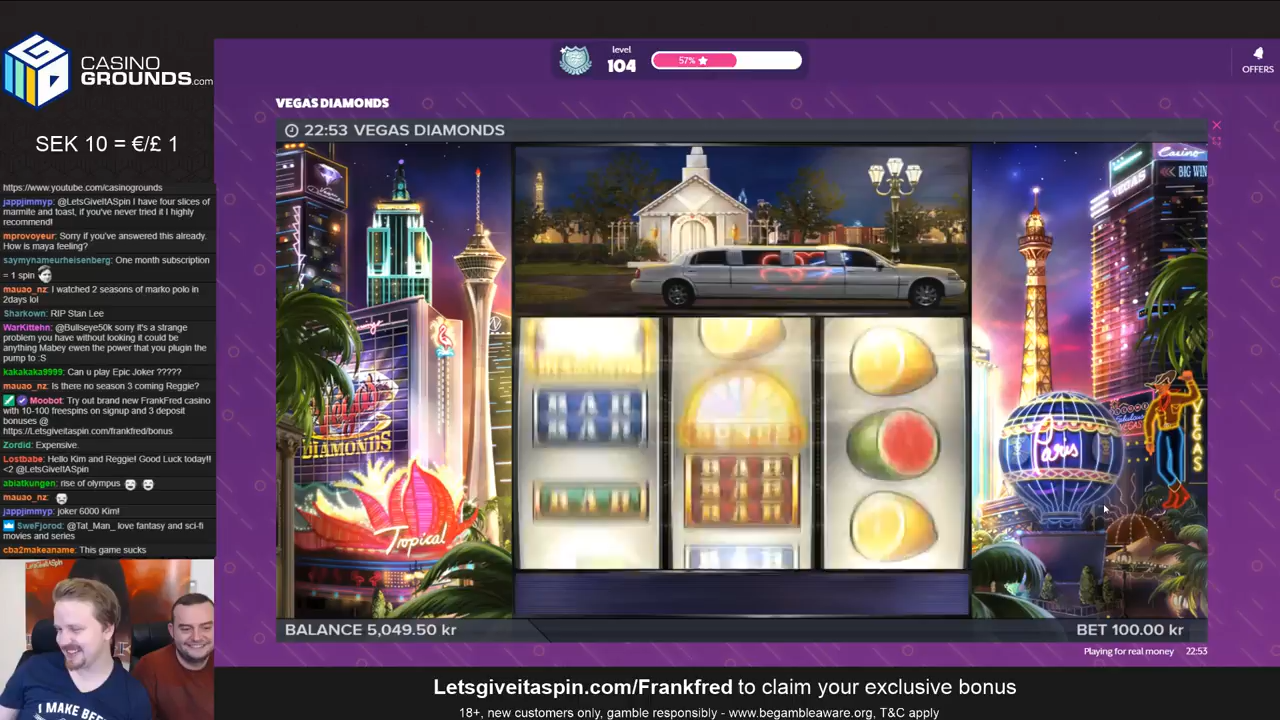 CASINO
GROUNDS.com
SEK 10 = €/£ 1
https://www.youtube.com/casinogrounds
jappjimmyp: @LetsGiveItASpin I have four slices of
marmite and toast, if you've never tried it I highly
recommend!
mprovoyeur: Sorry if you've answered this already.
How is maya feeling?
saymynameurheisenberg: One month subscription
= 1 spin
mauao_nz: I watched 2 seasons of marko polo in
2days lol
Sharkown: RIP Stan Lee
WarKittehn: @Bullseye50k sorry it's a strange
problem you have without looking it could be
anything Mabey ewen the power that you plugin the
pump to :S
kakakaka9999: Can u play Epic Joker ?????
mauao_nz: Is there no season 3 coming Reggie?
Moobot: Try out brand new FrankFred casino
with 10-100 freespins on signup and 3 deposit
bonuses @
https://Letsgiveitaspin.com/frankfred/bonus
Zordid: Expensive.
Lostbabe: Hello Kim and Reggie! Good Luck today!!
<2 @LetsGiveItASpin
abiatkungen: rise of olympus
mauao_nz:
jappjimmyp: joker 6000 Kim!
SweFjorod: @Tat_Man_ love fantasy and sci-fi
movies and series
cba2makeaname: This game sucks
level
104
57%
OFFERS
VEGAS DIAMONDS
22:53 VEGAS DIAMONDS
DIAMONDS
Tropical
Casino
BIG WIN
VEGAS
Paris
VEGAS
BALANCE 5,049.50 kr
BET 100.00 kr
Playing for real money 22:53
I MAKE BEE
Letsgiveitaspin.com/Frankfred to claim your exclusive bonus
18+, new customers only, gamble responsibly - www.begambleaware.org, T&C apply